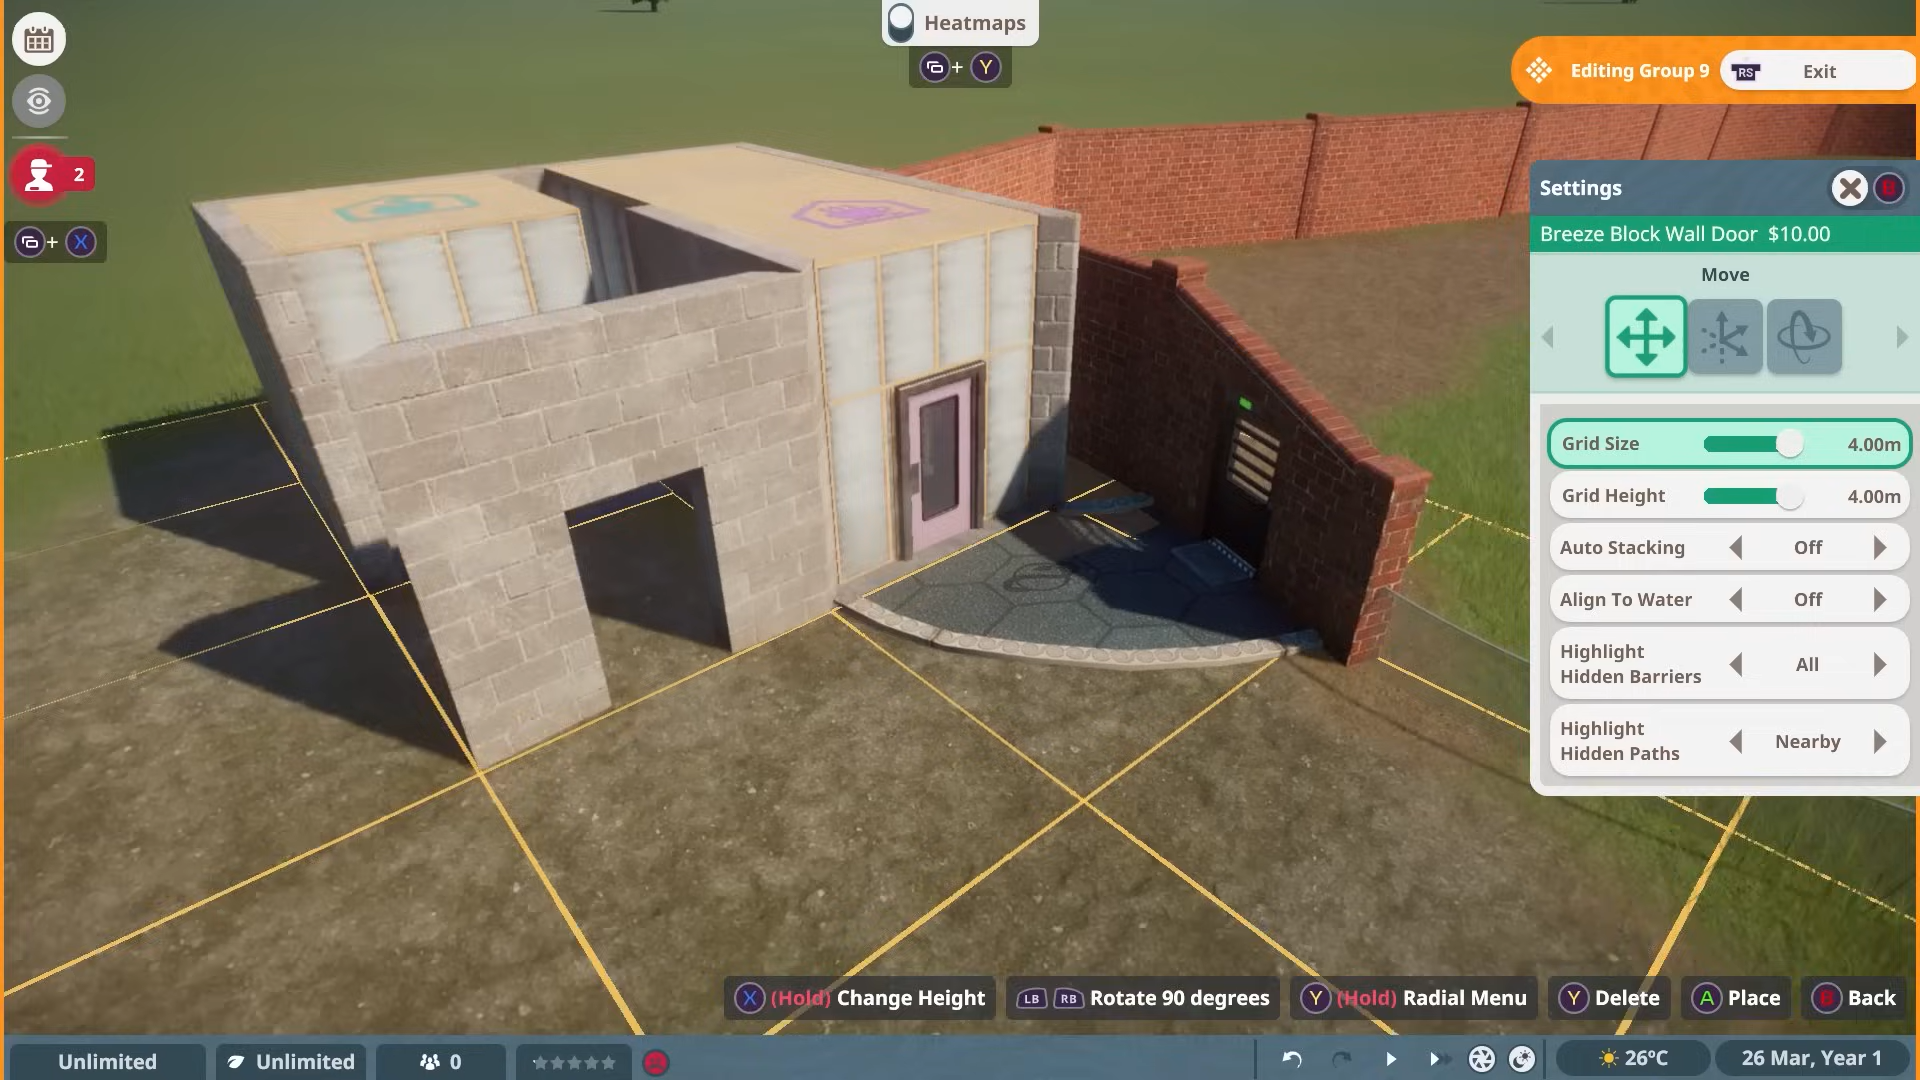 Heatmaps
+ Y
Editing Group 9
RS
Exit
2
+ X
Settings
B
Breeze Block Wall Door $10.00
Move
Grid Size 4.00m
Grid Height 4.00m
Auto Stacking Off
Align To Water Off
Highlight
Hidden Barriers
All
Highlight
Hidden Paths
Nearby
X (Hold) Change Height
LB RB Rotate 90 degrees
Y (Hold) Radial Menu
Y Delete
A Place
B Back
Unlimited
Unlimited
0
26°C
26 Mar, Year 1